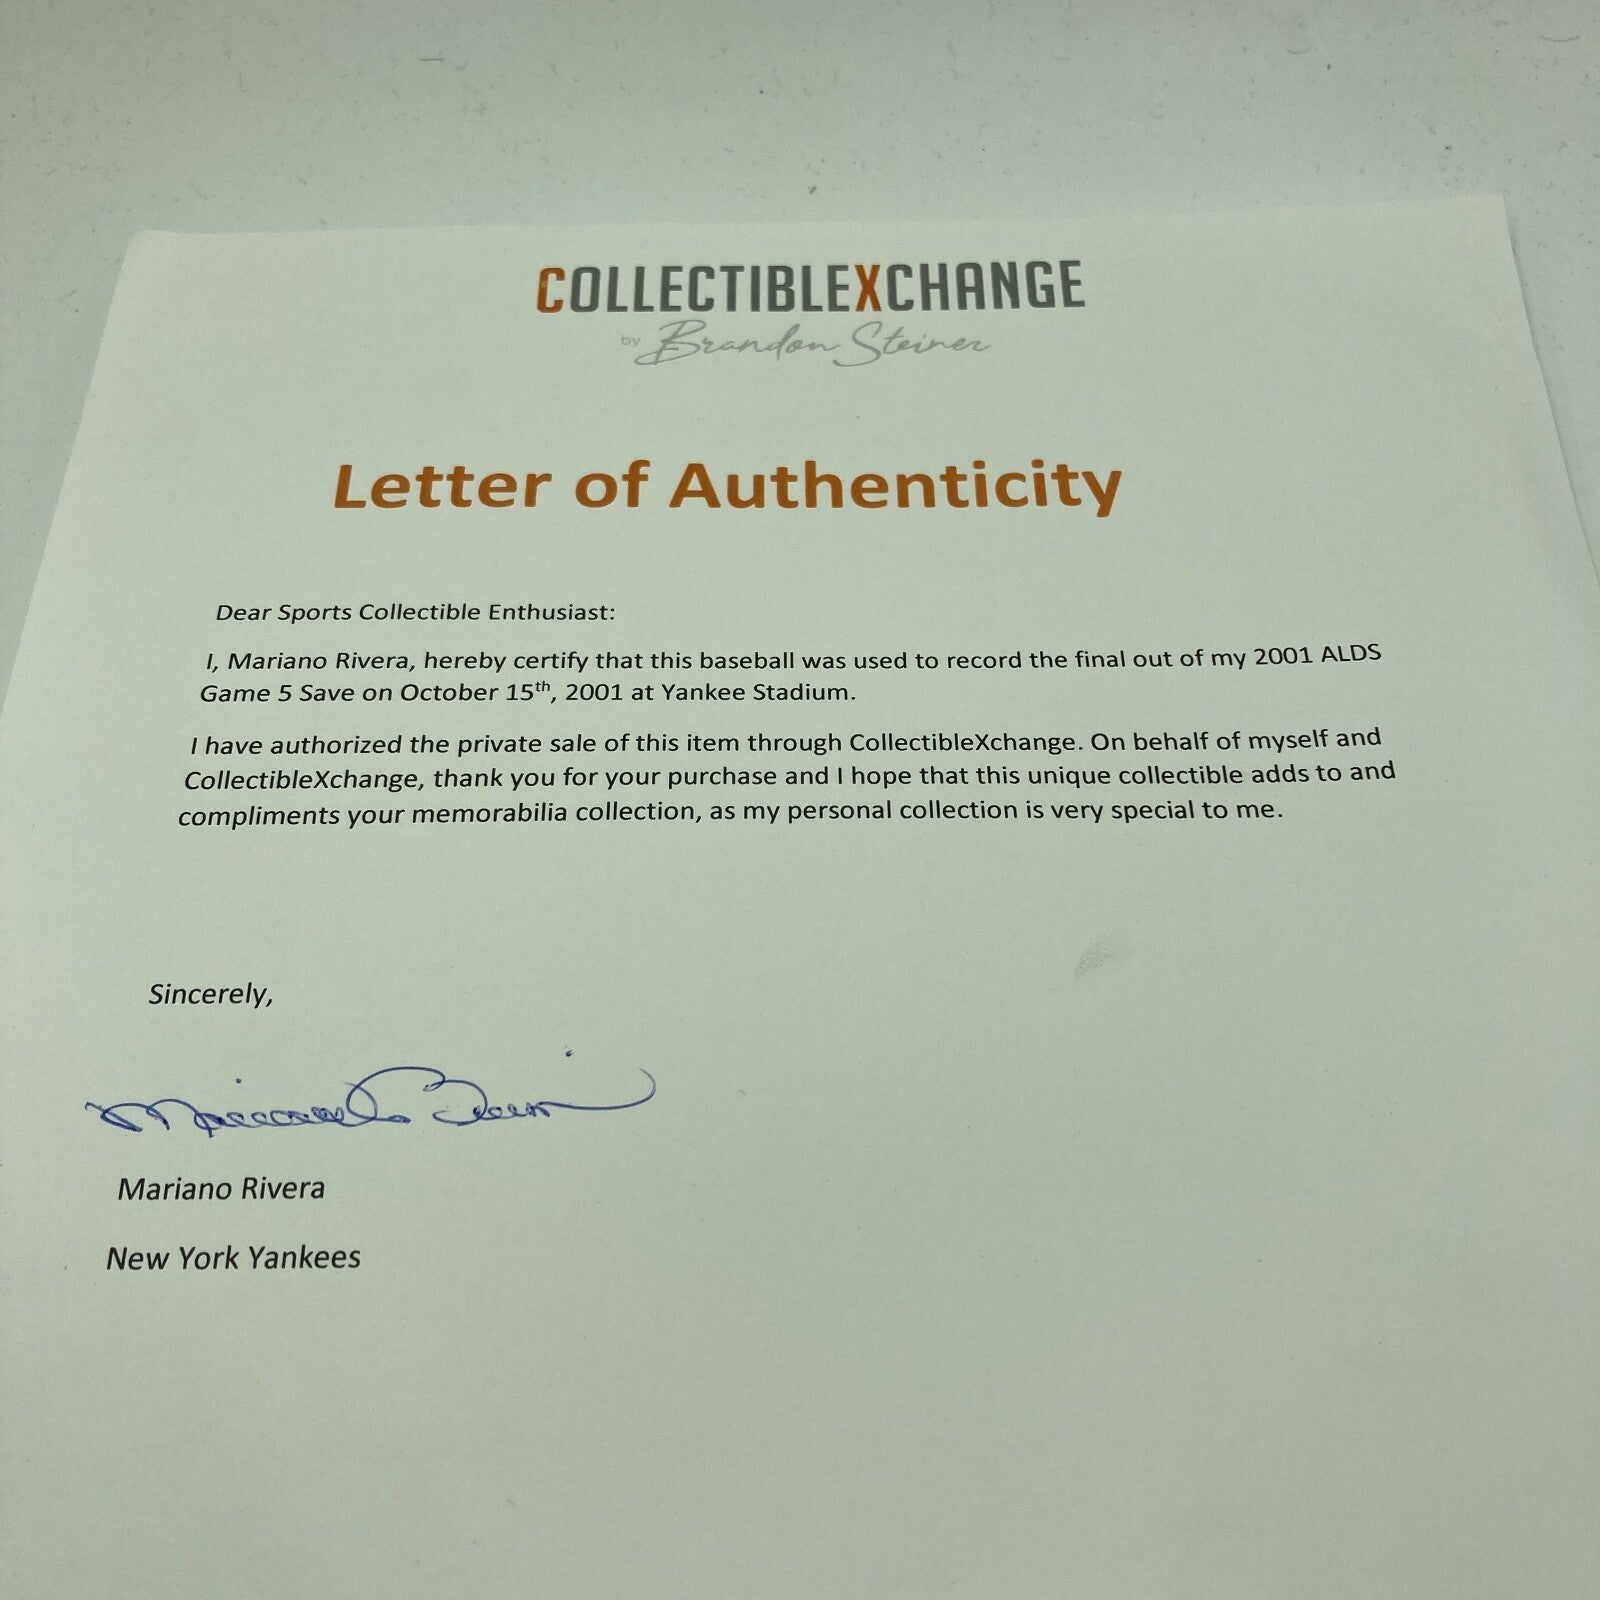 COLLECTIBLEXCHANGE
by Brandon Steiner
Letter of Authenticity
Dear Sports Collectible Enthusiast:
I, Mariano Rivera, hereby certify that this baseball was used to record the final out of my 2001 ALDS
Game 5 Save on October 15th, 2001 at Yankee Stadium.
I have authorized the private sale of this item through CollectibleXchange. On behalf of myself and
CollectibleXchange, thank you for your purchase and I hope that this unique collectible adds to and
compliments your memorabilia collection, as my personal collection is very special to me.
Sincerely,
Mariano Rivera
Mariano Rivera
New York Yankees